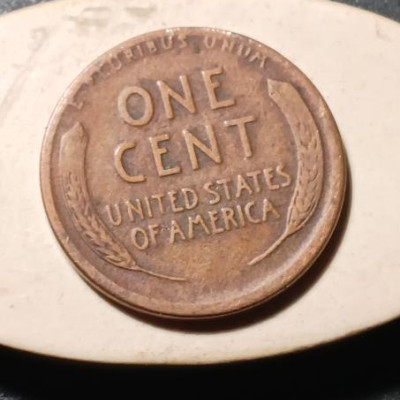 E PLURIBUS UNUM
ONE
CENT
UNITED STATES
OF AMERICA